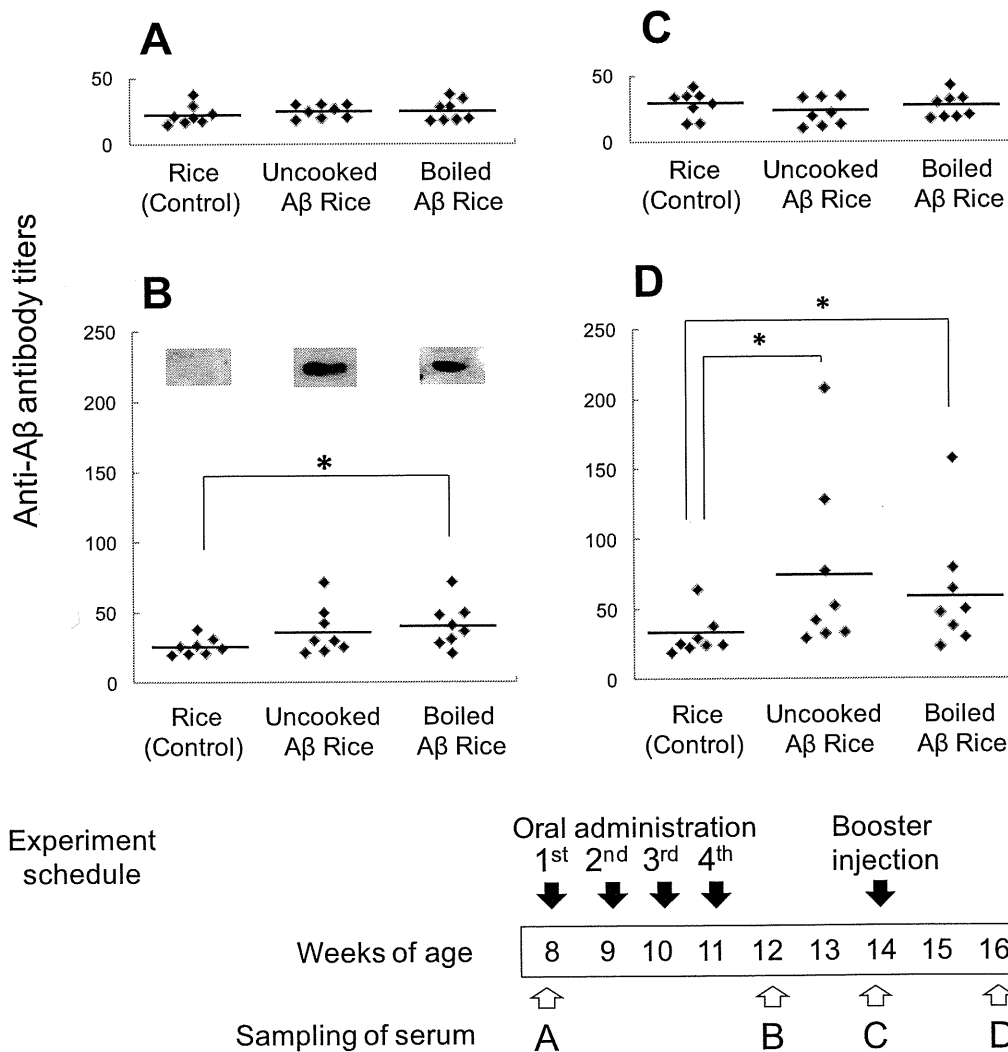 A
50
0
Rice
(Control)
Uncooked
Aβ Rice
Boiled
Aβ Rice
C
50
0
Rice
(Control)
Uncooked
Aβ Rice
Boiled
Aβ Rice
Anti-Aβ antibody titers
B
250
200
150
100
50
0
*
Rice
(Control)
Uncooked
Aβ Rice
Boiled
Aβ Rice
D
250
200
150
100
50
0
*
*
Rice
(Control)
Uncooked
Aβ Rice
Boiled
Aβ Rice
Experiment
schedule
Oral administration
1st 2nd 3rd 4th
Booster
injection
Weeks of age 8 9 10 11 12 13 14 15 16
Sampling of serum A B C D